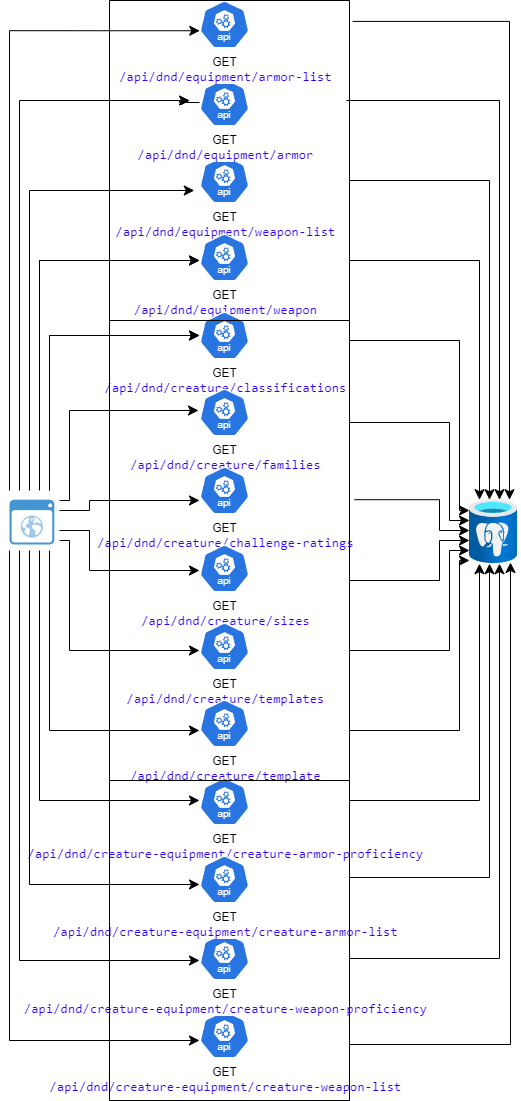 api
GET
/api/dnd/equipment/armor-list
api
GET
/api/dnd/equipment/armor
api
GET
/api/dnd/equipment/weapon-list
api
GET
/api/dnd/equipment/weapon
api
GET
/api/dnd/creature/classifications
api
GET
/api/dnd/creature/families
api
GET
/api/dnd/creature/challenge-ratings
api
GET
/api/dnd/creature/sizes
api
GET
/api/dnd/creature/templates
api
GET
/api/dnd/creature/template
api
GET
/api/dnd/creature-equipment/creature-armor-proficiency
api
GET
/api/dnd/creature-equipment/creature-armor-list
api
GET
/api/dnd/creature-equipment/creature-weapon-proficiency
api
GET
/api/dnd/creature-equipment/creature-weapon-list